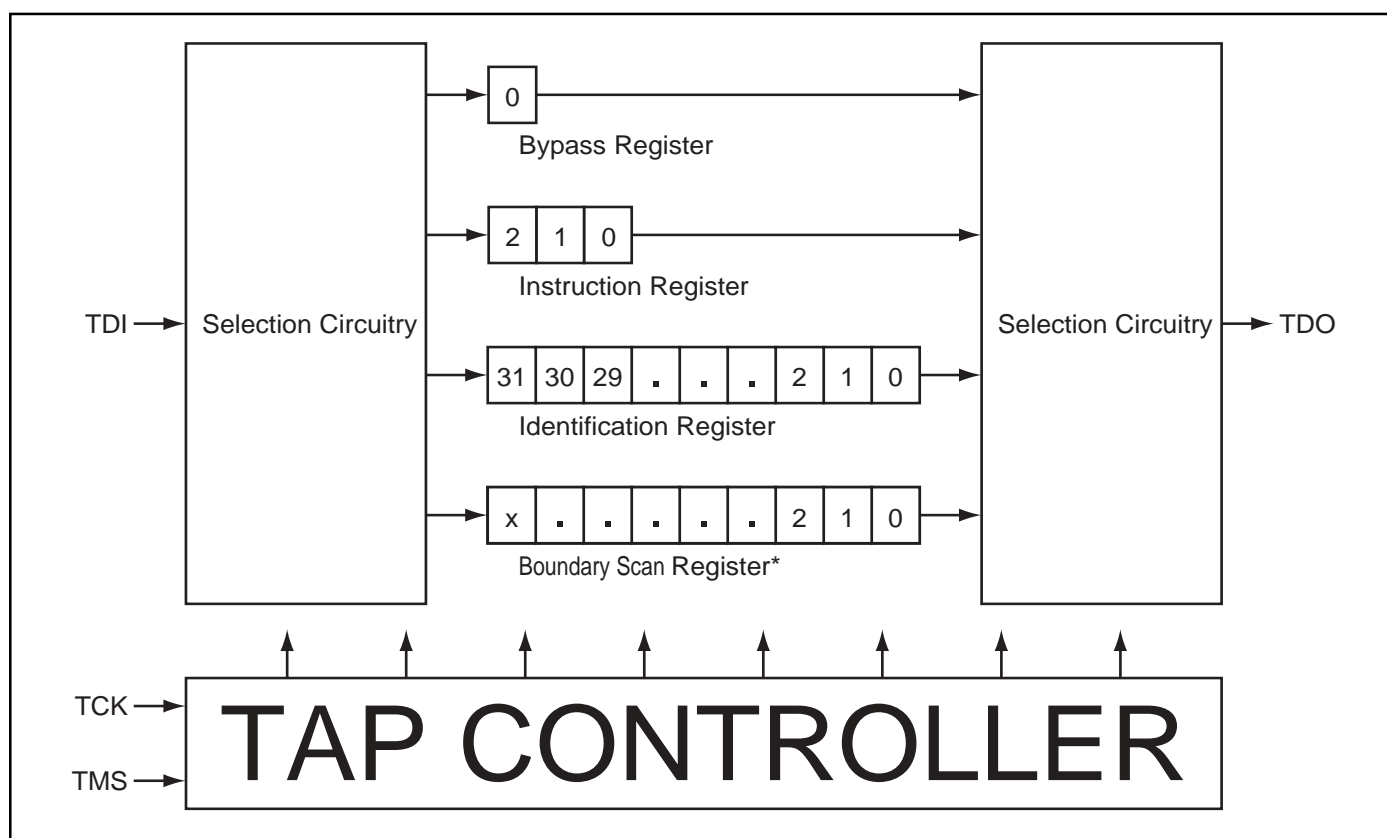 0
Bypass Register
2 1 0
Instruction Register
TDI
Selection Circuitry
Selection Circuitry
TDO
31 30 29 . . . 2 1 0
Identification Register
x . . . . . 2 1 0
Boundary Scan Register*
TCK
TMS
TAP CONTROLLER